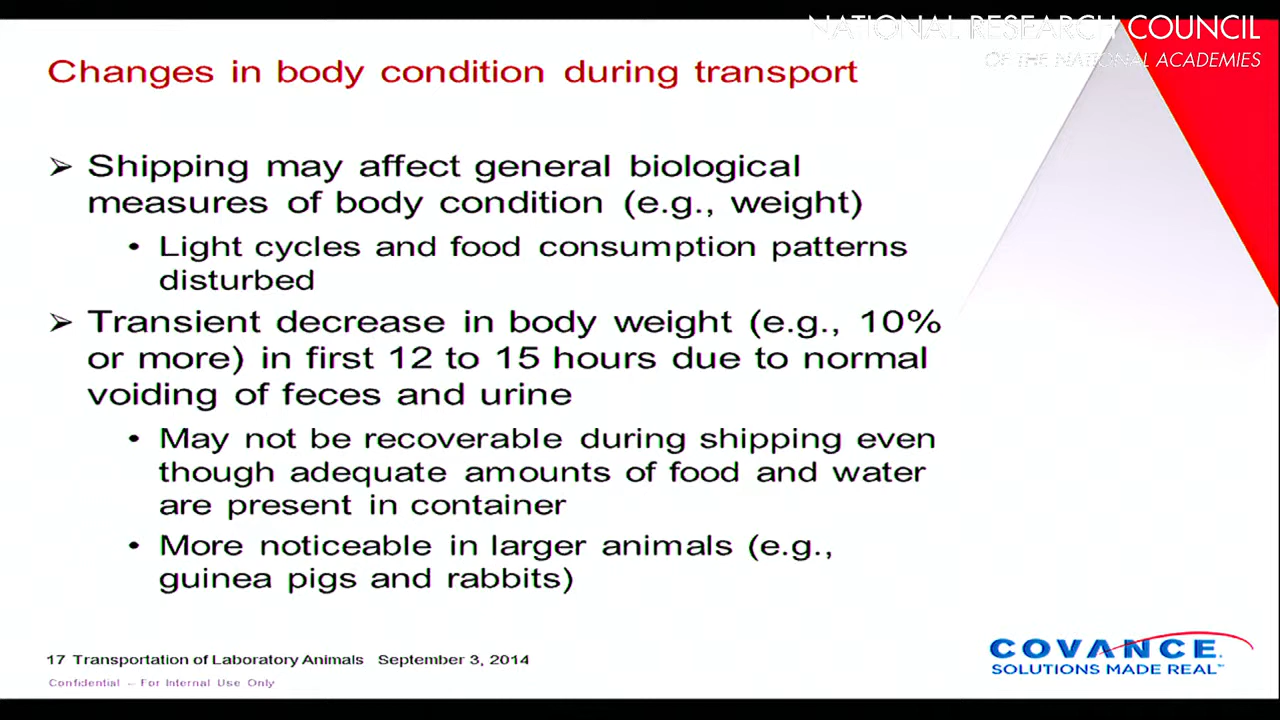 NATIONAL RESEARCH COUNCIL
OF THE NATIONAL ACADEMIES
Changes in body condition during transport
➢ Shipping may affect general biological
measures of body condition (e.g., weight)
• Light cycles and food consumption patterns
disturbed
➢ Transient decrease in body weight (e.g., 10%
or more) in first 12 to 15 hours due to normal
voiding of feces and urine
• May not be recoverable during shipping even
though adequate amounts of food and water
are present in container
• More noticeable in larger animals (e.g.,
guinea pigs and rabbits)
17 Transportation of Laboratory Animals September 3, 2014
Confidential – For Internal Use Only
COVANCE
SOLUTIONS MADE REAL